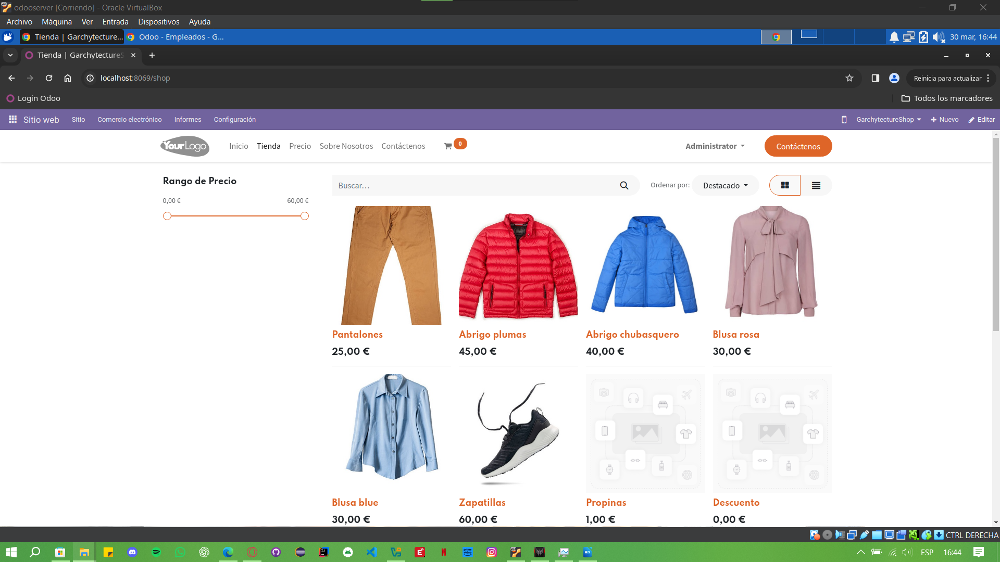 odooserver [Corriendo] - Oracle VirtualBox
Archivo Máquina Ver Entrada Dispositivos Ayuda
Tienda | Garchytecture... Odoo - Empleados - G... 30 mar, 16:44
Tienda | GarchytectureS
localhost:8069/shop Reinicia para actualizar
Login Odoo Todos los marcadores
Sitio web Sitio Comercio electrónico Informes Configuración GarchytectureShop Nuevo Editar
YourLogo Inicio Tienda Precio Sobre Nosotros Contáctenos 0 Administrator Contáctenos
Rango de Precio
0,00 € 60,00 €
Buscar... Ordenar por: Destacado
Pantalones Abrigo plumas Abrigo chubasquero Blusa rosa
25,00 € 45,00 € 40,00 € 30,00 €
Blusa blue Zapatillas Propinas Descuento
30,00 € 60,00 € 1,00 € 0,00 €
CTRL DERECHA
ESP 16:44